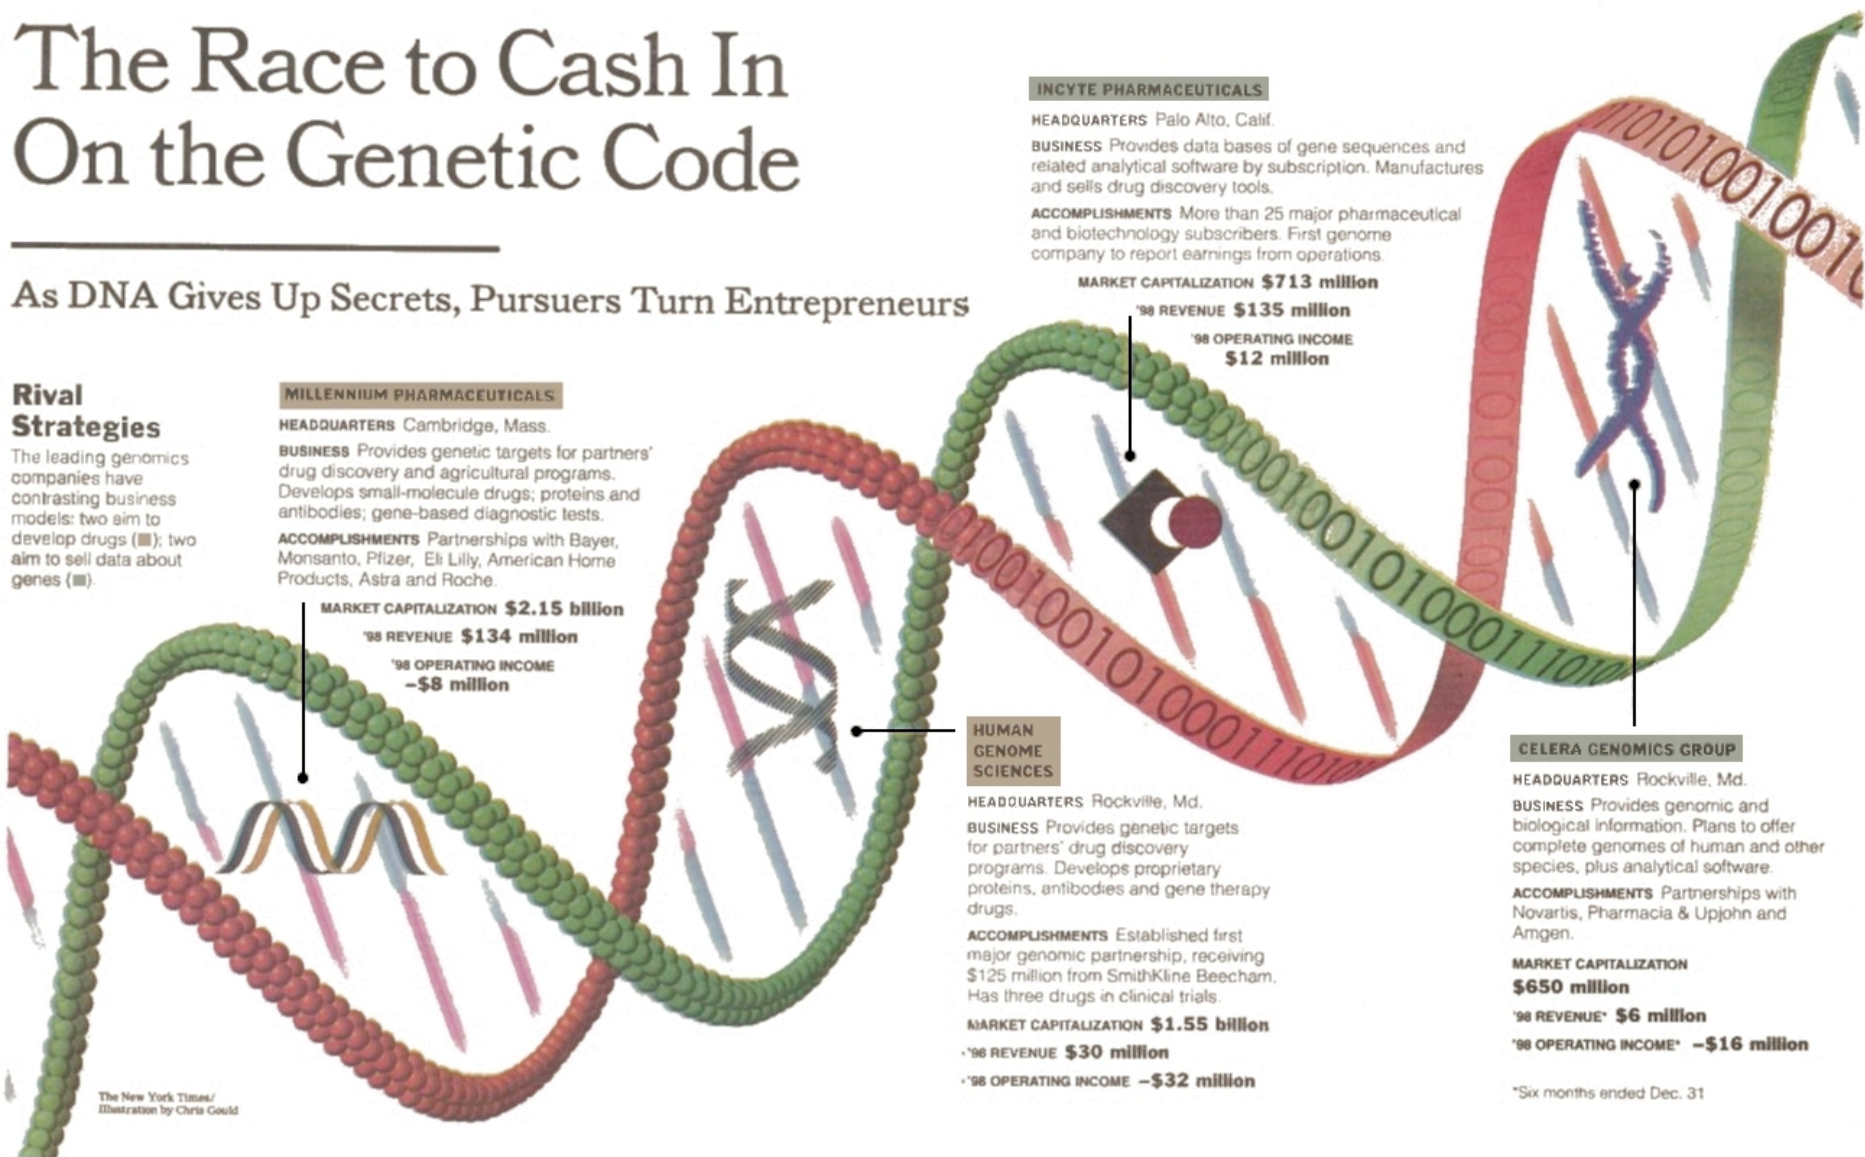 The Race to Cash In
On the Genetic Code
As DNA Gives Up Secrets, Pursuers Turn Entrepreneurs
Rival
Strategies
The leading genomics
companies have
contrasting business
models: two aim to
develop drugs (■); two
aim to sell data about
genes (■).
MILLENNIUM PHARMACEUTICALS
HEADQUARTERS Cambridge, Mass.
BUSINESS Provides genetic targets for partners'
drug discovery and agricultural programs.
Develops small-molecule drugs; proteins and
antibodies; gene-based diagnostic tests.
ACCOMPLISHMENTS Partnerships with Bayer,
Monsanto, Pfizer, Eli Lilly, American Home
Products, Astra and Roche.
MARKET CAPITALIZATION $2.15 billion
'98 REVENUE $134 million
'98 OPERATING INCOME
–$8 million
HUMAN
GENOME
SCIENCES
HEADQUARTERS Rockville, Md.
BUSINESS Provides genetic targets
for partners' drug discovery
programs. Develops proprietary
proteins, antibodies and gene therapy
drugs.
ACCOMPLISHMENTS Established first
major genomic partnership, receiving
$125 million from SmithKline Beecham.
Has three drugs in clinical trials.
MARKET CAPITALIZATION $1.55 billion
'98 REVENUE $30 million
'98 OPERATING INCOME –$32 million
INCYTE PHARMACEUTICALS
HEADQUARTERS Palo Alto, Calif.
BUSINESS Provides data bases of gene sequences and
related analytical software by subscription. Manufactures
and sells drug discovery tools.
ACCOMPLISHMENTS More than 25 major pharmaceutical
and biotechnology subscribers. First genome
company to report earnings from operations.
MARKET CAPITALIZATION $713 million
'98 REVENUE $135 million
'98 OPERATING INCOME
$12 million
CELERA GENOMICS GROUP
HEADQUARTERS Rockville, Md.
BUSINESS Provides genomic and
biological information. Plans to offer
complete genomes of human and other
species, plus analytical software.
ACCOMPLISHMENTS Partnerships with
Novartis, Pharmacia & Upjohn and
Amgen.
MARKET CAPITALIZATION
$650 million
'98 REVENUE* $6 million
'98 OPERATING INCOME* –$16 million
*Six months ended Dec. 31
The New York Times/
Illustration by Chris Gould